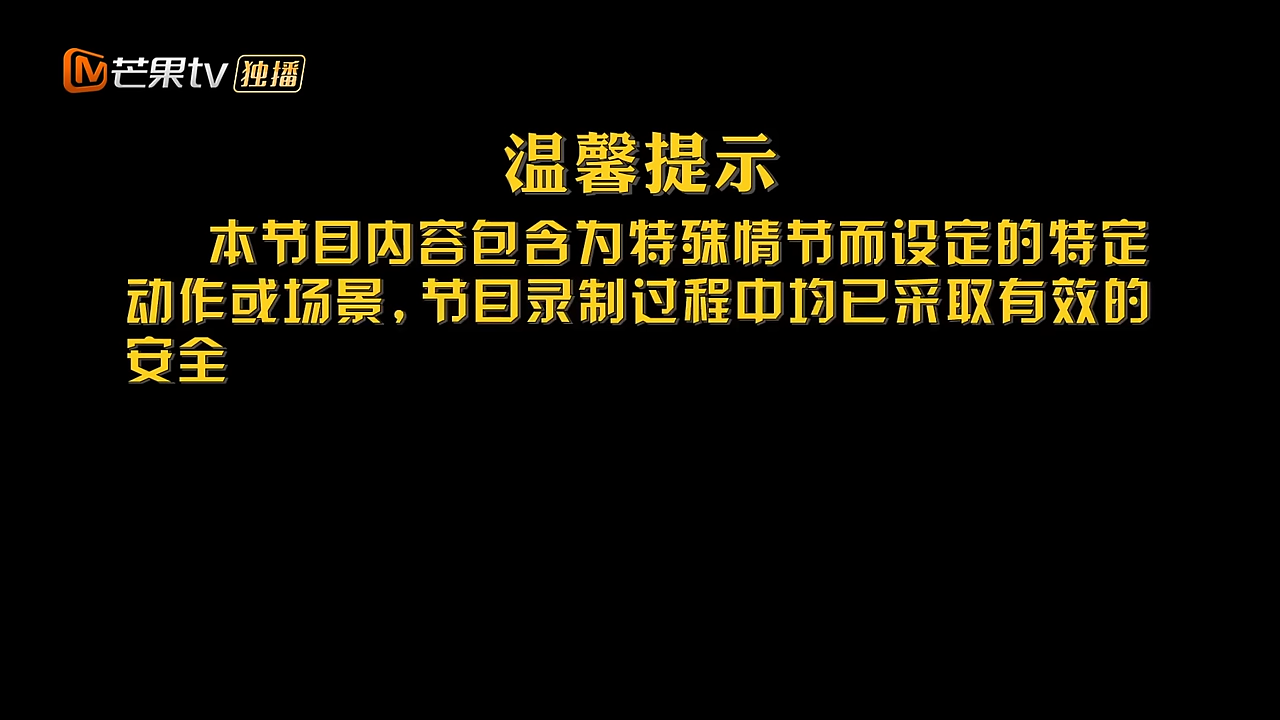 芒果tv 独播
温馨提示
本节目内容包含为特殊情节而设定的特定
动作或场景,节目录制过程中均已采取有效的
安全